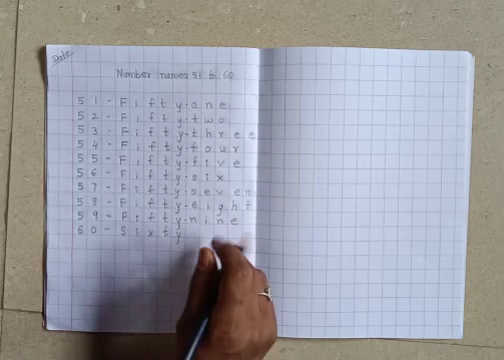 Date
Number names 51 to 60
51-Fifty-one
52-Fifty-two
53-Fifty-three
54-Fifty-four
55-Fifty-five
56-Fifty-six
57-Fifty-seven
58-Fifty-eight
59-Fifty-nine
60-Sixty